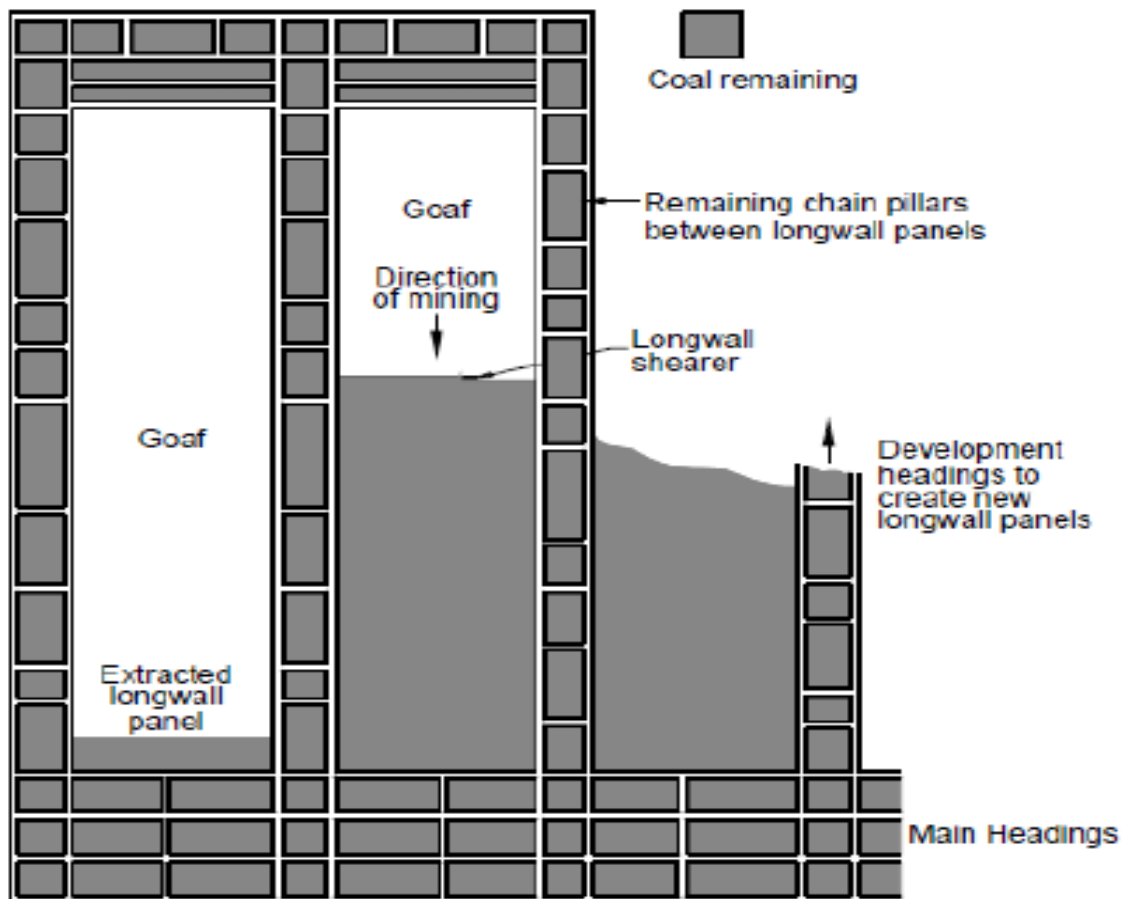 Coal remaining
Goaf
Remaining chain pillars
between longwall panels
Direction
of mining
Longwall
shearer
Goaf
Development
headings to
create new
longwall panels
Extracted
longwall
panel
Main Headings